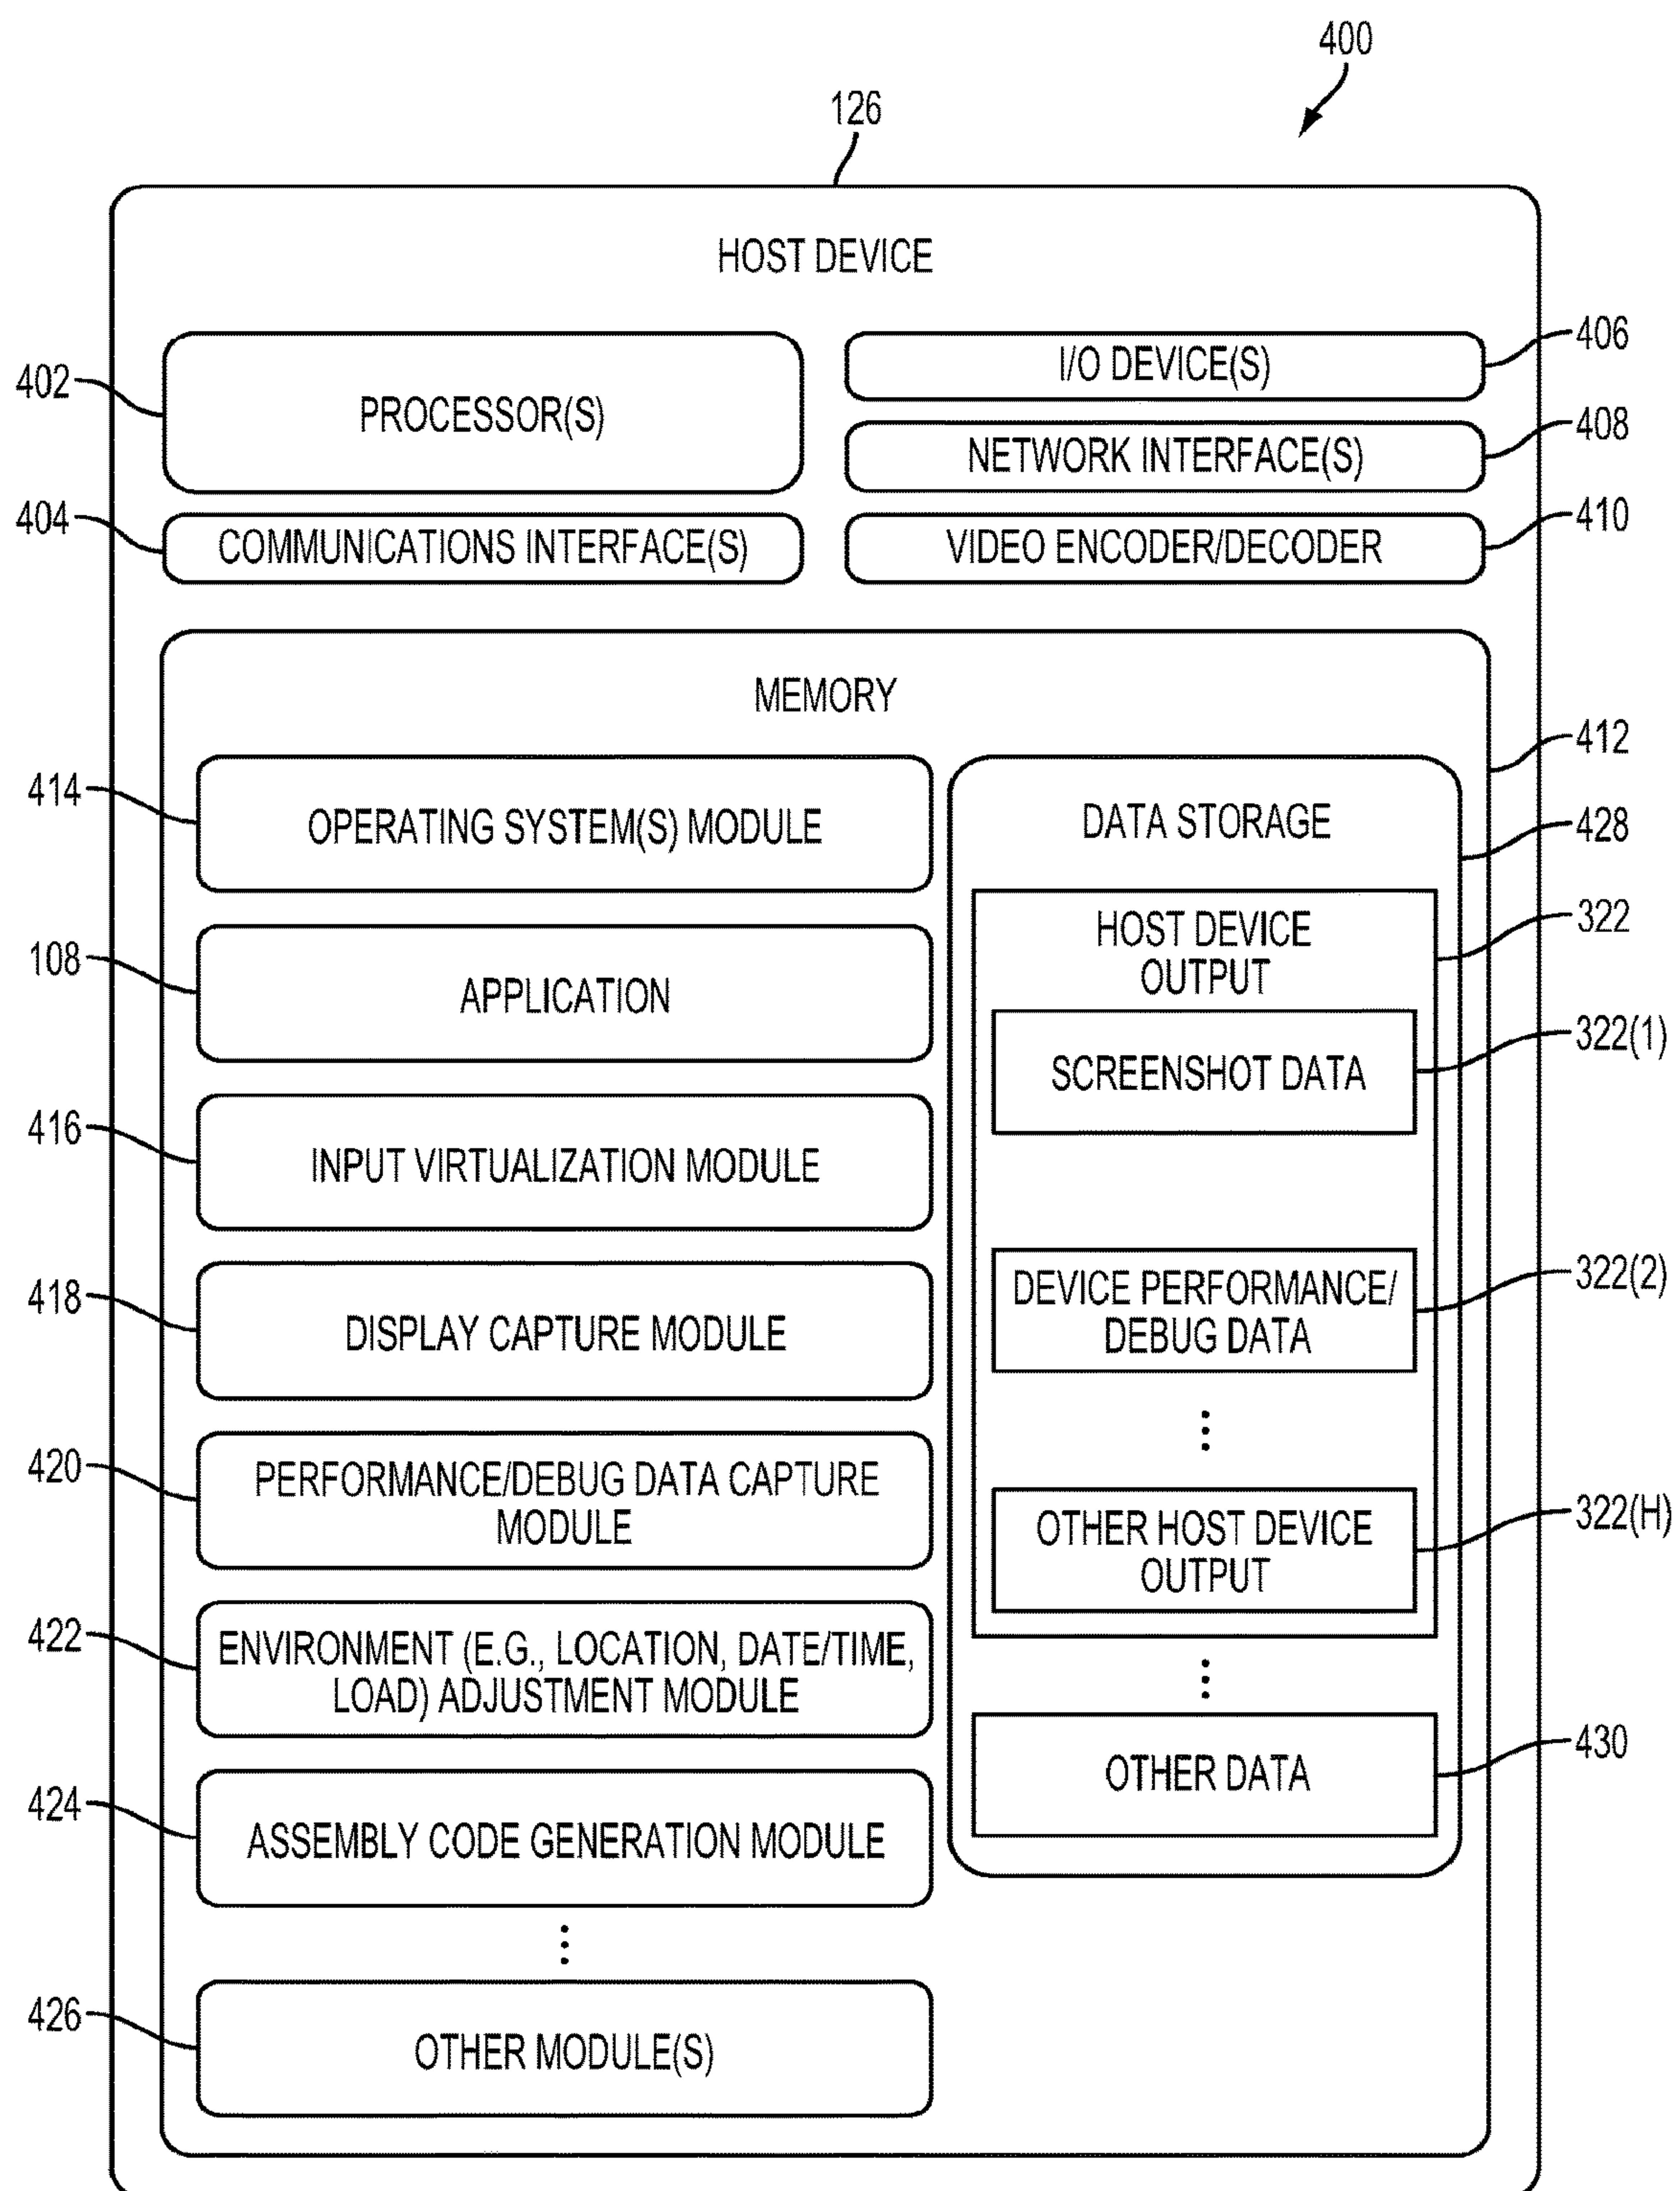 400
126
HOST DEVICE
402
PROCESSOR(S)
I/O DEVICE(S)
406
NETWORK INTERFACE(S)
408
404
COMMUNICATIONS INTERFACE(S)
VIDEO ENCODER/DECODER
410
MEMORY
412
414
OPERATING SYSTEM(S) MODULE
108
APPLICATION
416
INPUT VIRTUALIZATION MODULE
418
DISPLAY CAPTURE MODULE
420
PERFORMANCE/DEBUG DATA CAPTURE
MODULE
422
ENVIRONMENT (E.G., LOCATION, DATE/TIME,
LOAD) ADJUSTMENT MODULE
424
ASSEMBLY CODE GENERATION MODULE
426
OTHER MODULE(S)
DATA STORAGE
428
HOST DEVICE
OUTPUT
322
SCREENSHOT DATA
322(1)
DEVICE PERFORMANCE/
DEBUG DATA
322(2)
OTHER HOST DEVICE
OUTPUT
322(H)
OTHER DATA
430